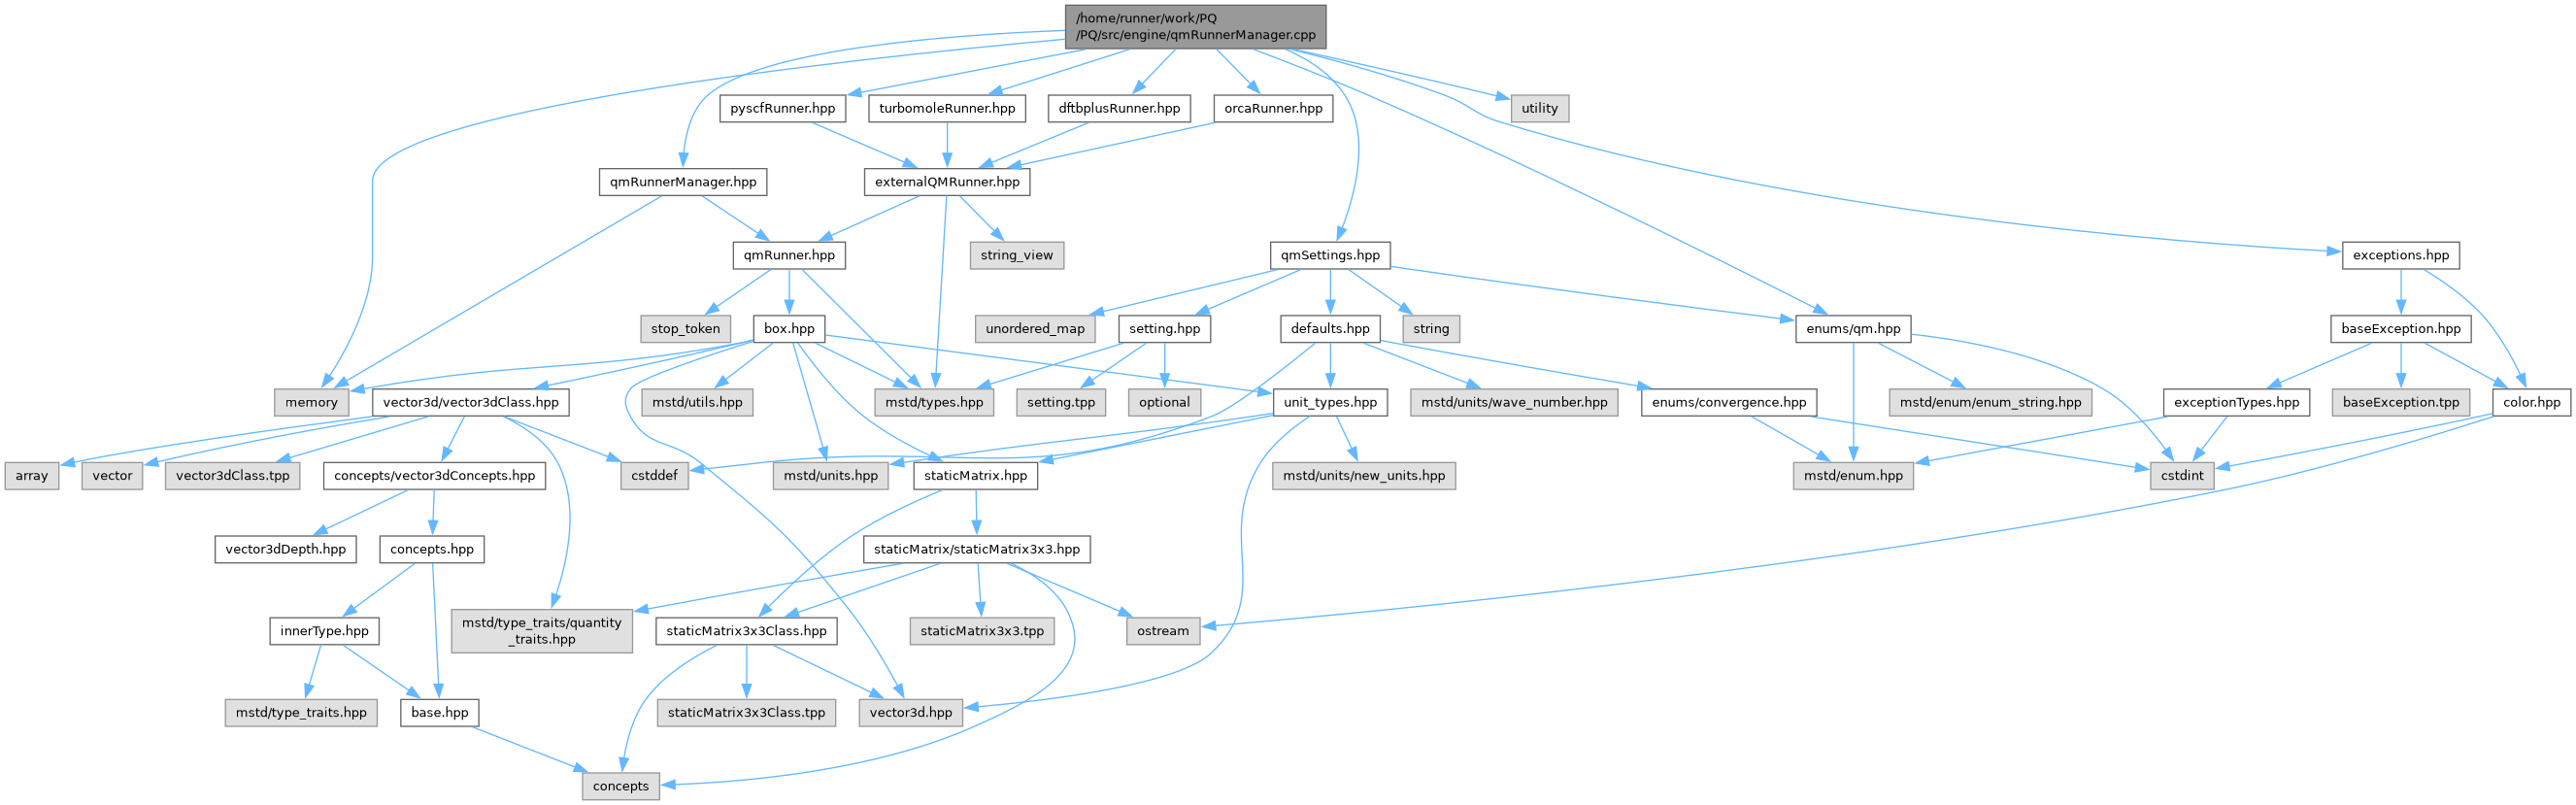 /home/runner/work/PQ
/PQ/src/engine/qmRunnerManager.cpp
pyscfRunner.hpp
turbomoleRunner.hpp
dftbplusRunner.hpp
orcaRunner.hpp
utility
qmRunnerManager.hpp
externalQMRunner.hpp
qmRunner.hpp
string_view
qmSettings.hpp
exceptions.hpp
stop_token
box.hpp
unordered_map
setting.hpp
defaults.hpp
string
enums/qm.hpp
baseException.hpp
memory
vector3d/vector3dClass.hpp
mstd/utils.hpp
mstd/types.hpp
setting.tpp
optional
unit_types.hpp
mstd/units/wave_number.hpp
enums/convergence.hpp
mstd/enum/enum_string.hpp
exceptionTypes.hpp
baseException.tpp
color.hpp
array
vector
vector3dClass.tpp
concepts/vector3dConcepts.hpp
cstddef
mstd/units.hpp
staticMatrix.hpp
mstd/units/new_units.hpp
mstd/enum.hpp
cstdint
vector3dDepth.hpp
concepts.hpp
staticMatrix/staticMatrix3x3.hpp
innerType.hpp
mstd/type_traits/quantity
_traits.hpp
staticMatrix3x3Class.hpp
staticMatrix3x3.tpp
ostream
mstd/type_traits.hpp
base.hpp
staticMatrix3x3Class.tpp
vector3d.hpp
concepts